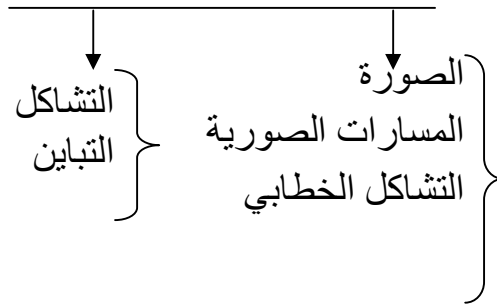 الصورة
المسارات الصورية
التشاكل الخطابي
التشاكل
التباين